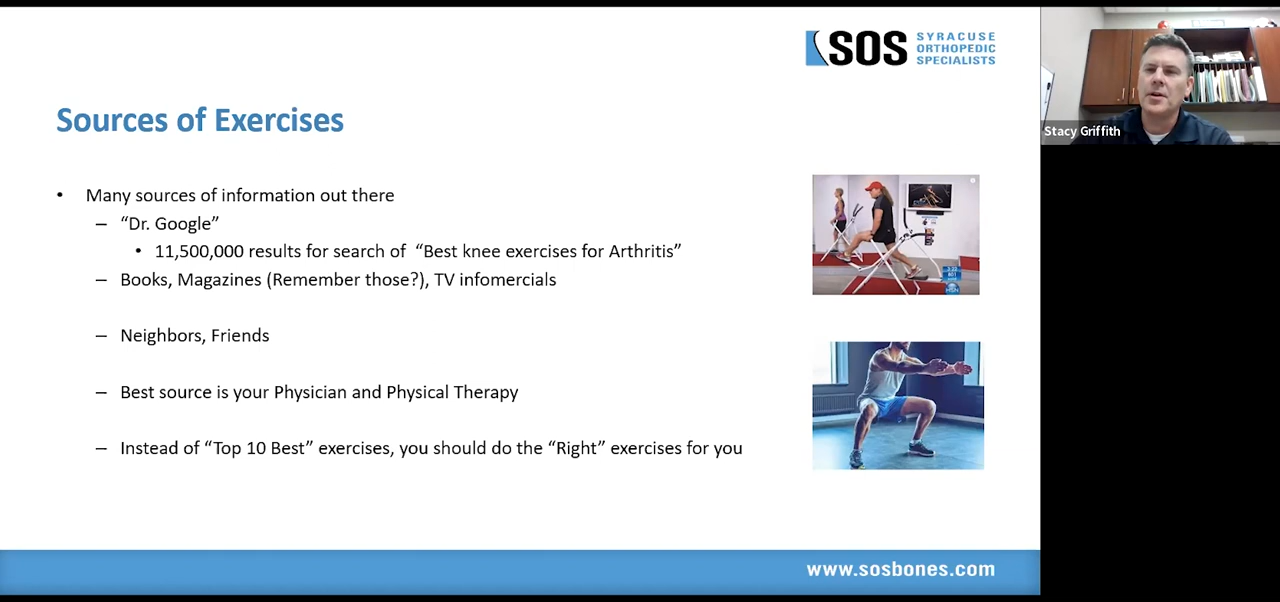 SOS
SYRACUSE
ORTHOPEDIC
SPECIALISTS
Stacy Griffith
Sources of Exercises
• Many sources of information out there
– “Dr. Google”
• 11,500,000 results for search of “Best knee exercises for Arthritis”
– Books, Magazines (Remember those?), TV infomercials
– Neighbors, Friends
– Best source is your Physician and Physical Therapy
– Instead of “Top 10 Best” exercises, you should do the “Right” exercises for you
www.sosbones.com